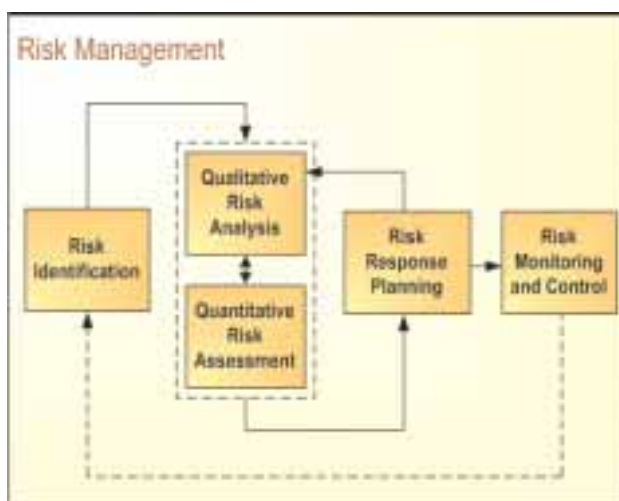 Risk Management
Risk
Identification
Qualitative
Risk
Analysis
Quantitative
Risk
Assessment
Risk
Response
Planning
Risk
Monitoring
and Control